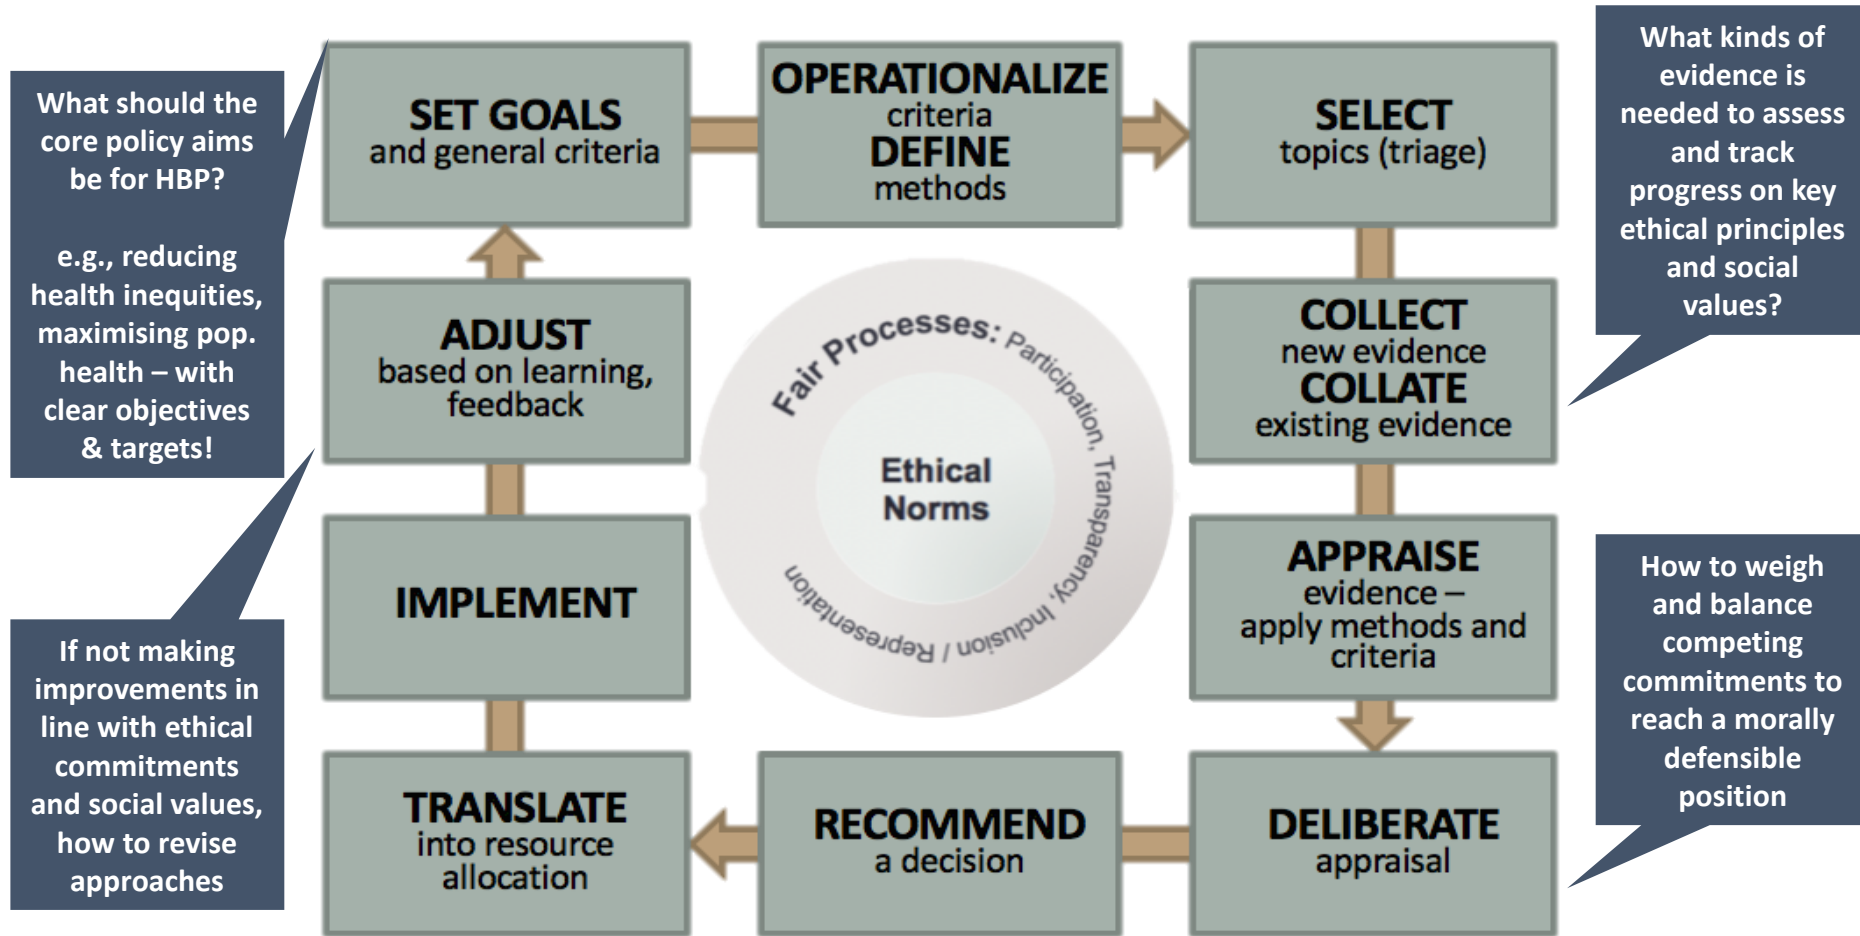 What should the
core policy aims
be for HBP?
e.g., reducing
health inequities,
maximising pop.
health – with
clear objectives
& targets!
SET GOALS
and general criteria
OPERATIONALIZE
criteria
DEFINE
methods
SELECT
topics (triage)
What kinds of
evidence is
needed to assess
and track
progress on key
ethical principles
and social
values?
COLLECT
new evidence
COLLATE
existing evidence
APPRAISE
evidence –
apply methods and
criteria
How to weigh
and balance
competing
commitments to
reach a morally
defensible
position
DELIBERATE
appraisal
RECOMMEND
a decision
TRANSLATE
into resource
allocation
IMPLEMENT
ADJUST
based on learning,
feedback
If not making
improvements in
line with ethical
commitments
and social values,
how to revise
approaches
Fair Processes: Participation, Transparency, Inclusion / Representation
Ethical
Norms